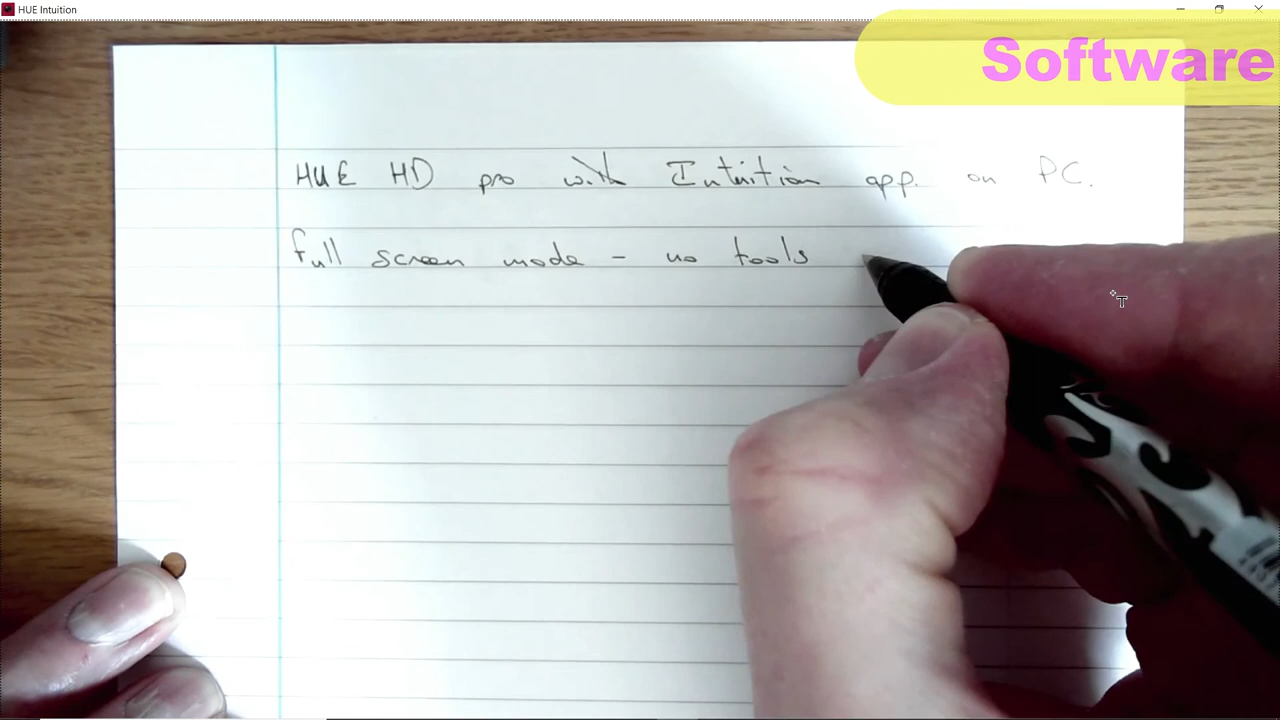 HUE Intuition
Software
HUE HD pro with Intuition app. on PC.
full screen mode - no tools